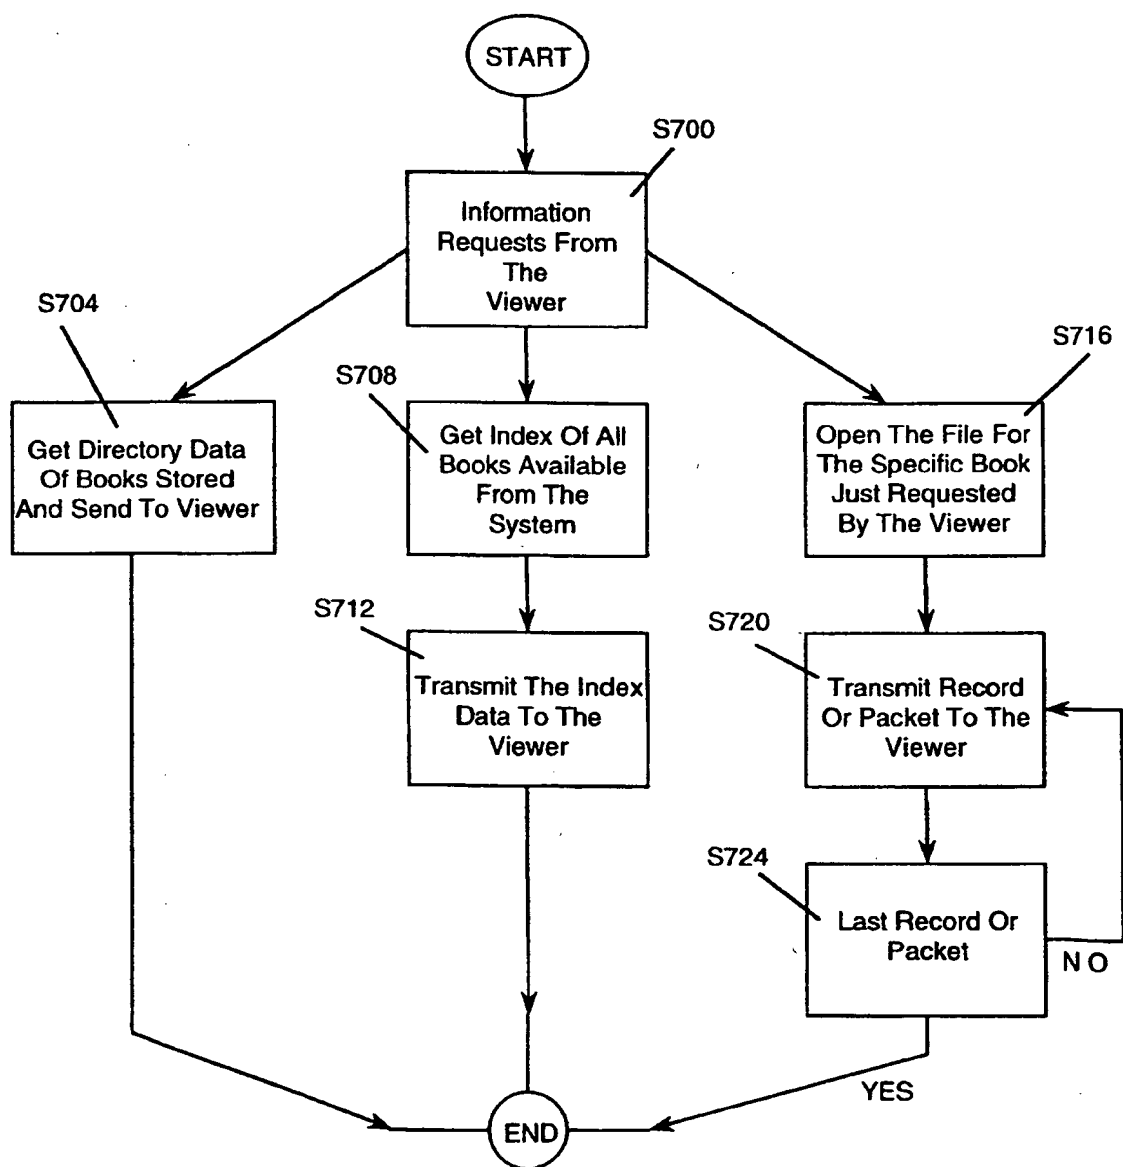 START
S700
Information
Requests From
The
Viewer
S704
Get Directory Data
Of Books Stored
And Send To Viewer
S708
Get Index Of All
Books Available
From The
System
S716
Open The File For
The Specific Book
Just Requested
By The Viewer
S712
Transmit The Index
Data To The
Viewer
S720
Transmit Record
Or Packet To The
Viewer
S724
Last Record Or
Packet
NO
YES
END